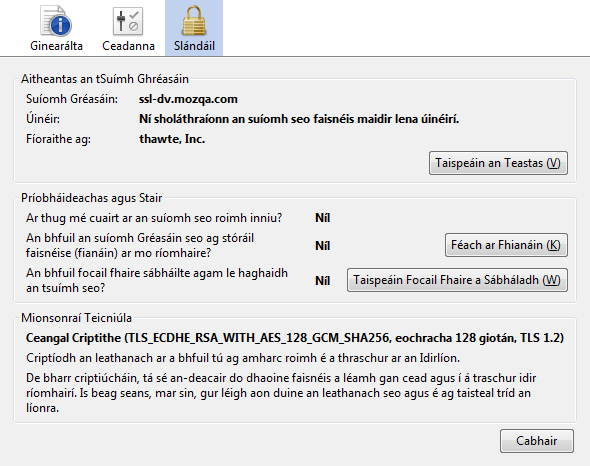 Ginearálta
Ceadanna
Slándáil
Aitheantas an tSuímh Ghréasáin
Suíomh Gréasáin: ssl-dv.mozqa.com
Úinéir: Ní sholáthraíonn an suíomh seo faisnéis maidir lena úinéirí.
Fíoraithe ag: thawte, Inc.
Taispeáin an Teastas (V)
Príobháideachas agus Stair
Ar thug mé cuairt ar an suíomh seo roimh inniu? Níl
An bhfuil an suíomh Gréasáin seo ag stóráil
faisnéise (fianáin) ar mo ríomhaire? Níl Féach ar Fhianáin (K)
An bhfuil focail fhaire sábháilte agam le haghaidh
an tsuímh seo? Níl Taispeáin Focail Fhaire a Sábháladh (W)
Mionsonraí Teicniúla
Ceangal Criptithe (TLS_ECDHE_RSA_WITH_AES_128_GCM_SHA256, eochracha 128 giotán, TLS 1.2)
Criptíodh an leathanach ar a bhfuil tú ag amharc roimh é a thraschur ar an Idirlíon.
De bharr criptiúcháin, tá sé an-deacair do dhaoine faisnéis a léamh gan cead agus í á traschur idir
ríomhairí. Is beag seans, mar sin, gur léigh aon duine an leathanach seo agus é ag taisteal tríd an
líonra.
Cabhair